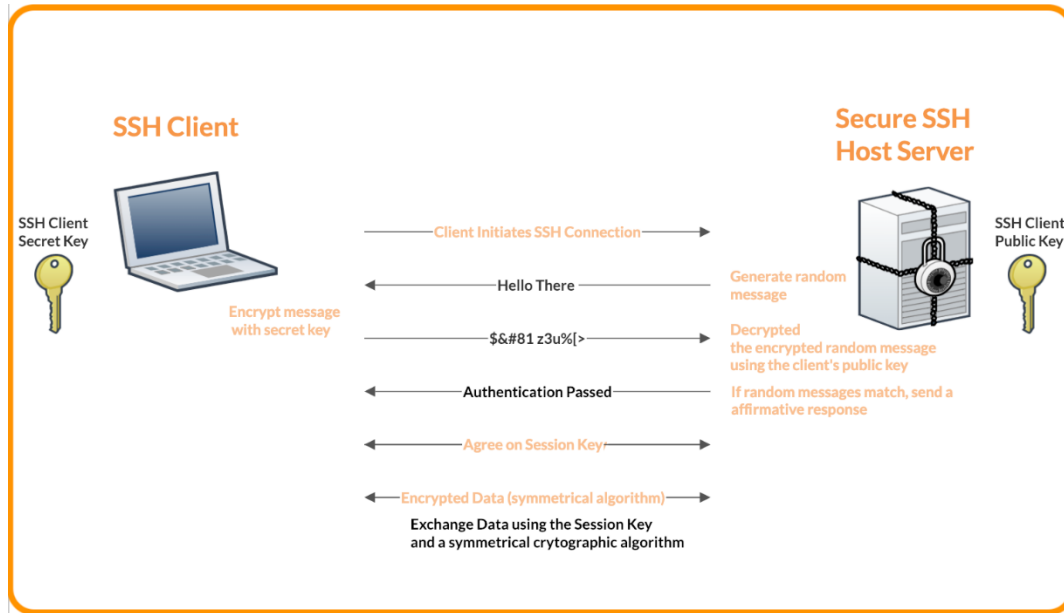 SSH Client
Secure SSH
Host Server
SSH Client
Secret Key
SSH Client
Public Key
Client Initiates SSH Connection
Hello There
Generate random
message
Encrypt message
with secret key
$&#81 z3u%[>
Decrypted
the encrypted random message
using the client's public key
Authentication Passed
If random messages match, send a
affirmative response
Agree on Session Key
Encrypted Data (symmetrical algorithm)
Exchange Data using the Session Key
and a symmetrical crytographic algorithm